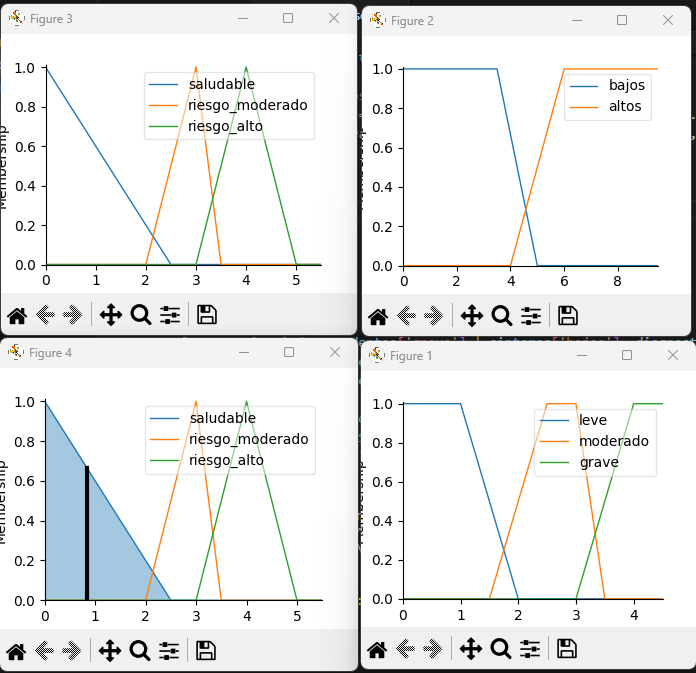 Figure 3
1.0
0.8
0.6
0.4
0.2
0.0
0 1 2 3 4 5
saludable
riesgo_moderado
riesgo_alto
Figure 2
1.0
0.8
0.6
0.4
0.2
0.0
0 2 4 6 8
bajos
altos
Figure 4
Membership
1.0
0.8
0.6
0.4
0.2
0.0
0 1 2 3 4 5
saludable
riesgo_moderado
riesgo_alto
Figure 1
1.0
0.8
0.6
0.4
0.2
0.0
0 1 2 3 4
leve
moderado
grave